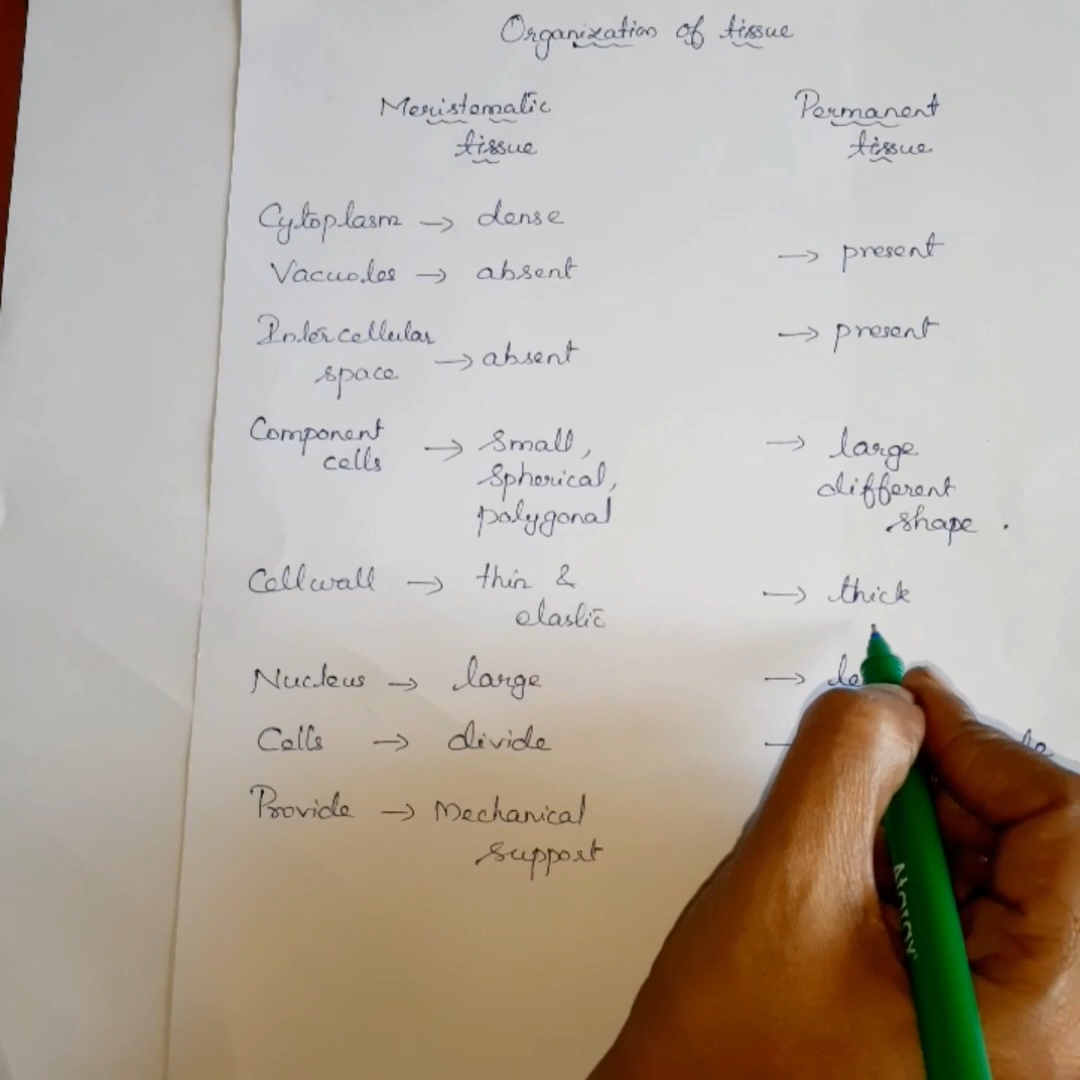 Organization of tissue
Meristematic
tissue
Permanent
tissue
Cytoplasm → dense
Vacuoles → absent
→ present
Intercellular
space → absent
→ present
Component
cells → small,
spherical,
polygonal
→ large
different
shape.
Cellwall → thin &
elastic
→ thick
Nucleus → large
→
Cells → divide
Provide → Mechanical
support